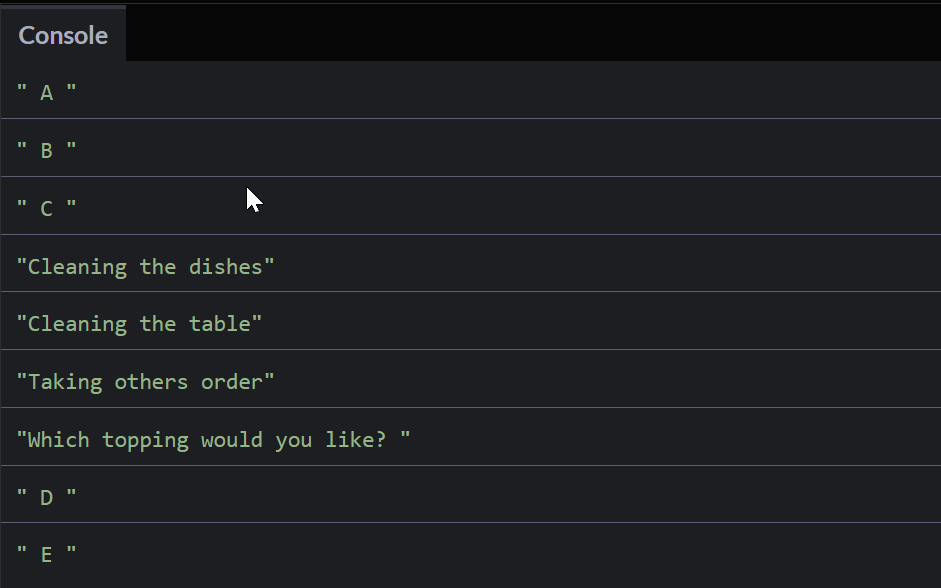 Console
" A "
" B "
" C "
"Cleaning the dishes"
"Cleaning the table"
"Taking others order"
"Which topping would you like? "
" D "
" E "